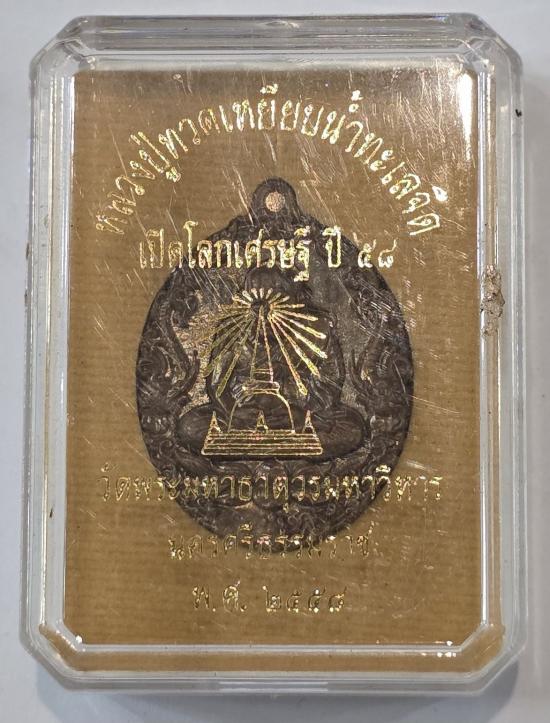 หลวงปู่ทวดเหยียบน้ำทะเลจืด
เปิดโลกเศรษฐี ปี ๕๘
วัดพระมหาธาตุวรมหาวิหาร
นครศรีธรรมราช
พ.ศ. ๒๕๕๘